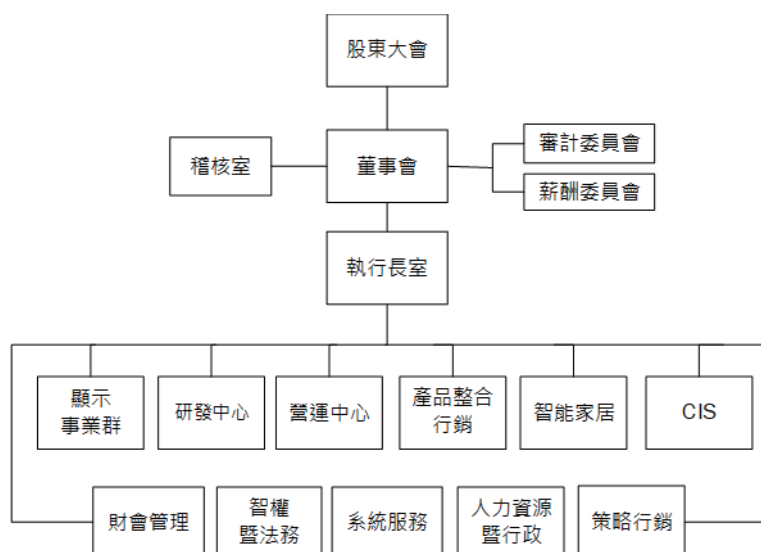 股東大會
稽核室
董事會
審計委員會
薪酬委員會
執行長室
顯示
事業群
研發中心
營運中心
產品整合
行銷
智能家居
CIS
財會管理
智權
暨法務
系統服務
人力資源
暨行政
策略行銷